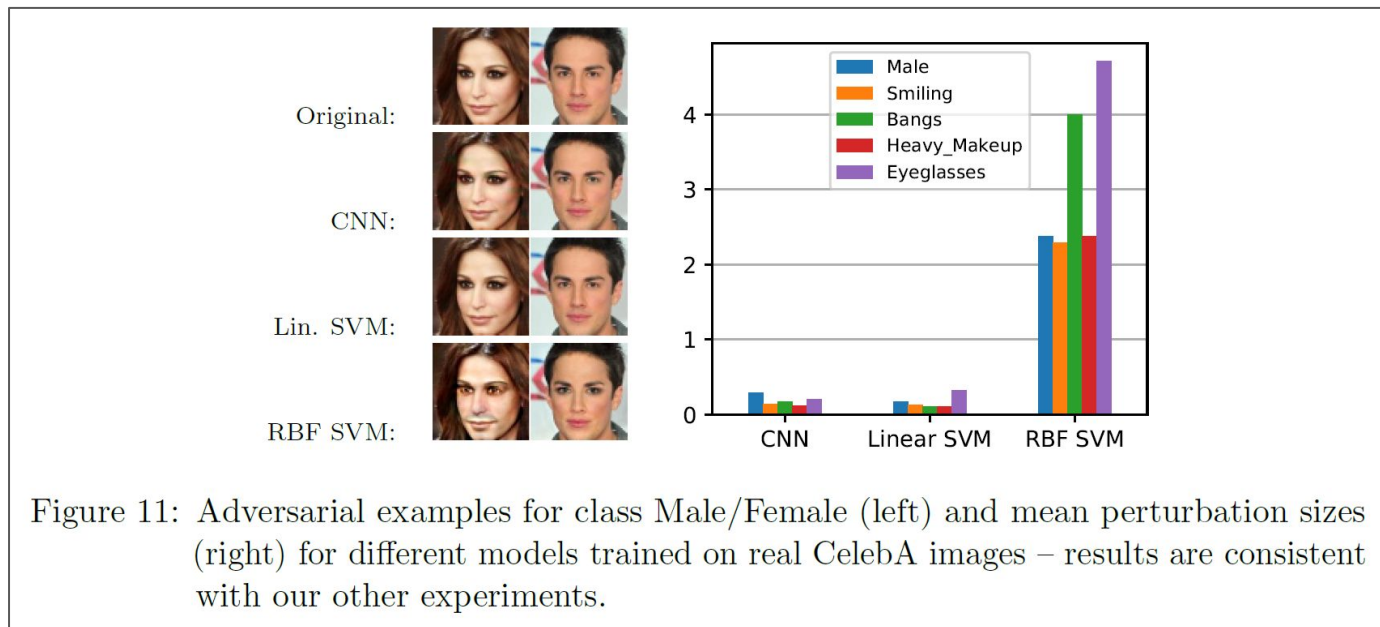 Original:
CNN:
Lin. SVM:
RBF SVM:
Male
Smiling
Bangs
Heavy_Makeup
Eyeglasses
4
3
2
1
0
CNN
Linear SVM
RBF SVM
Figure 11: Adversarial examples for class Male/Female (left) and mean perturbation sizes
(right) for different models trained on real CelebA images – results are consistent
with our other experiments.